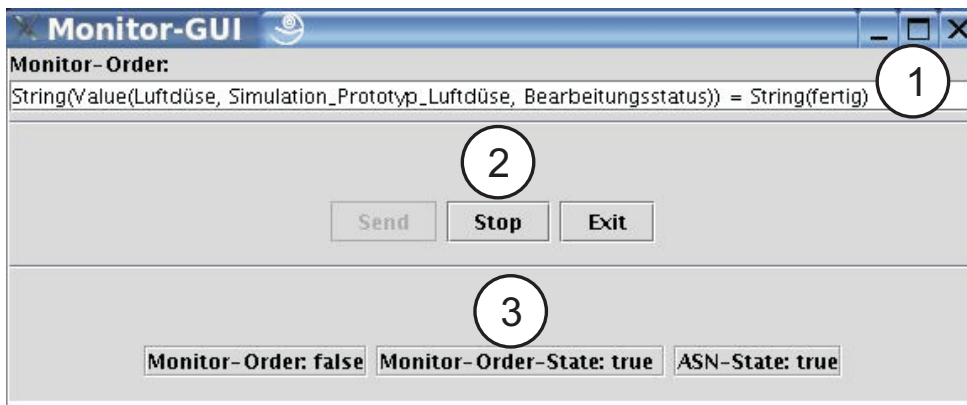 Monitor-GUI
Monitor-Order:
String(Value(Luftdüse, Simulation_Prototyp_Luftdüse, Bearbeitungsstatus)) = String(fertig)
1
2
Send Stop Exit
3
Monitor-Order: false Monitor-Order-State: true ASN-State: true